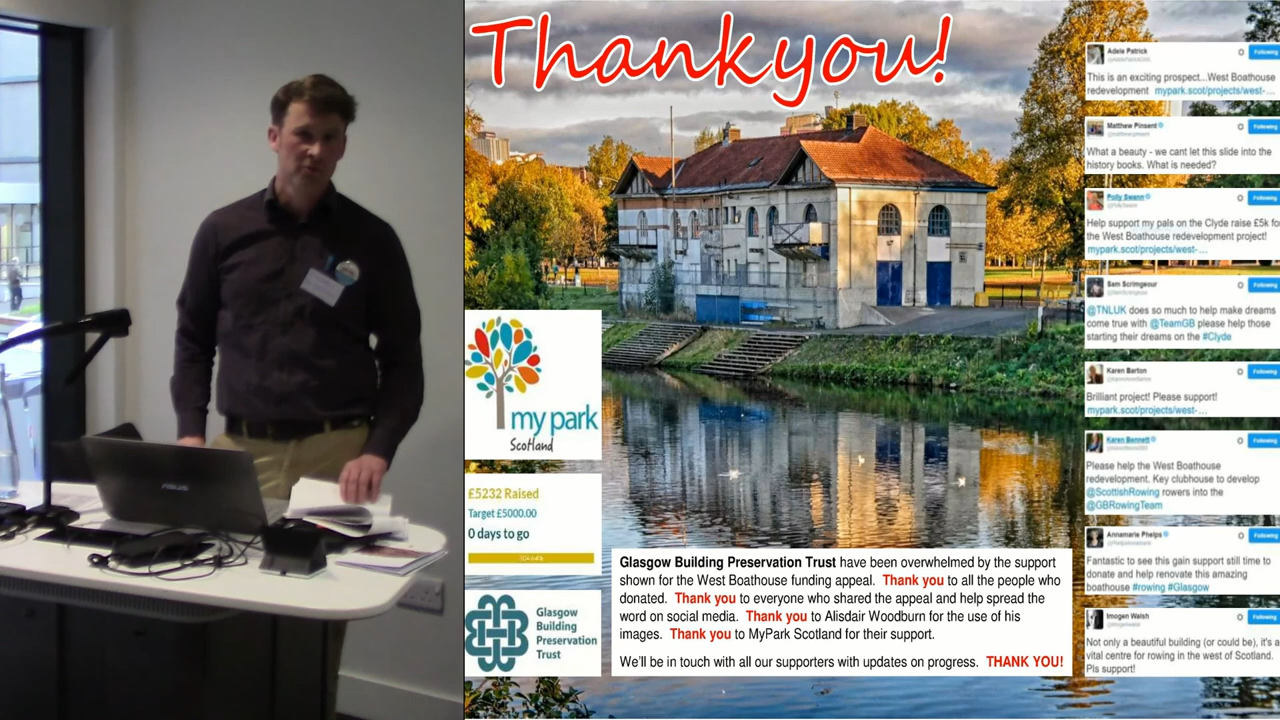 Thankyou!
Adele Patrick
Following
This is an exciting prospect...West Boathouse
redevelopment mypark.scot/projects/west-...
Matthew Pinsent
Following
What a beauty - we cant let this slide into the
history books. What is needed?
Polly Swann
Following
Help support my pals on the Clyde raise £5k fo
the West Boathouse redevelopment project!
mypark.scot/projects/west-...
Sam Scrimgeour
Following
@TNLUK does so much to help make dreams
come true with @TeamGB please help those
starting their dreams on the #Clyde
Karen Barton
Following
Brilliant project! Please support!
mypark.scot/projects/west-...
Karen Bennett
Following
Please help the West Boathouse
redevelopment. Key clubhouse to develop
@ScottishRowing rowers into the
@GBRowingTeam
Annamarie Phelps
Following
Fantastic to see this gain support still time to
donate and help renovate this amazing
boathouse #rowing #Glasgow
Imogen Walsh
Following
Not only a beautiful building (or could be), it's a
vital centre for rowing in the west of Scotland.
Pls support!
my park
Scotland
£5232 Raised
Target £5000.00
0 days to go
Glasgow
Building
Preservation
Trust
Glasgow Building Preservation Trust have been overwhelmed by the support
shown for the West Boathouse funding appeal. Thank you to all the people who
donated. Thank you to everyone who shared the appeal and help spread the
word on social media. Thank you to Alisdair Woodburn for the use of his
images. Thank you to MyPark Scotland for their support.
We'll be in touch with all our supporters with updates on progress. THANK YOU!
ASUS